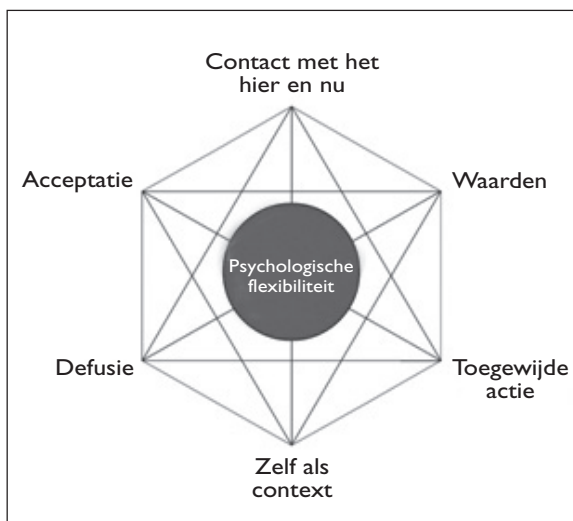 Contact met het
hier en nu
Acceptatie
Waarden
Psychologische
flexibiliteit
Defusie
Toegewijde
actie
Zelf als
context